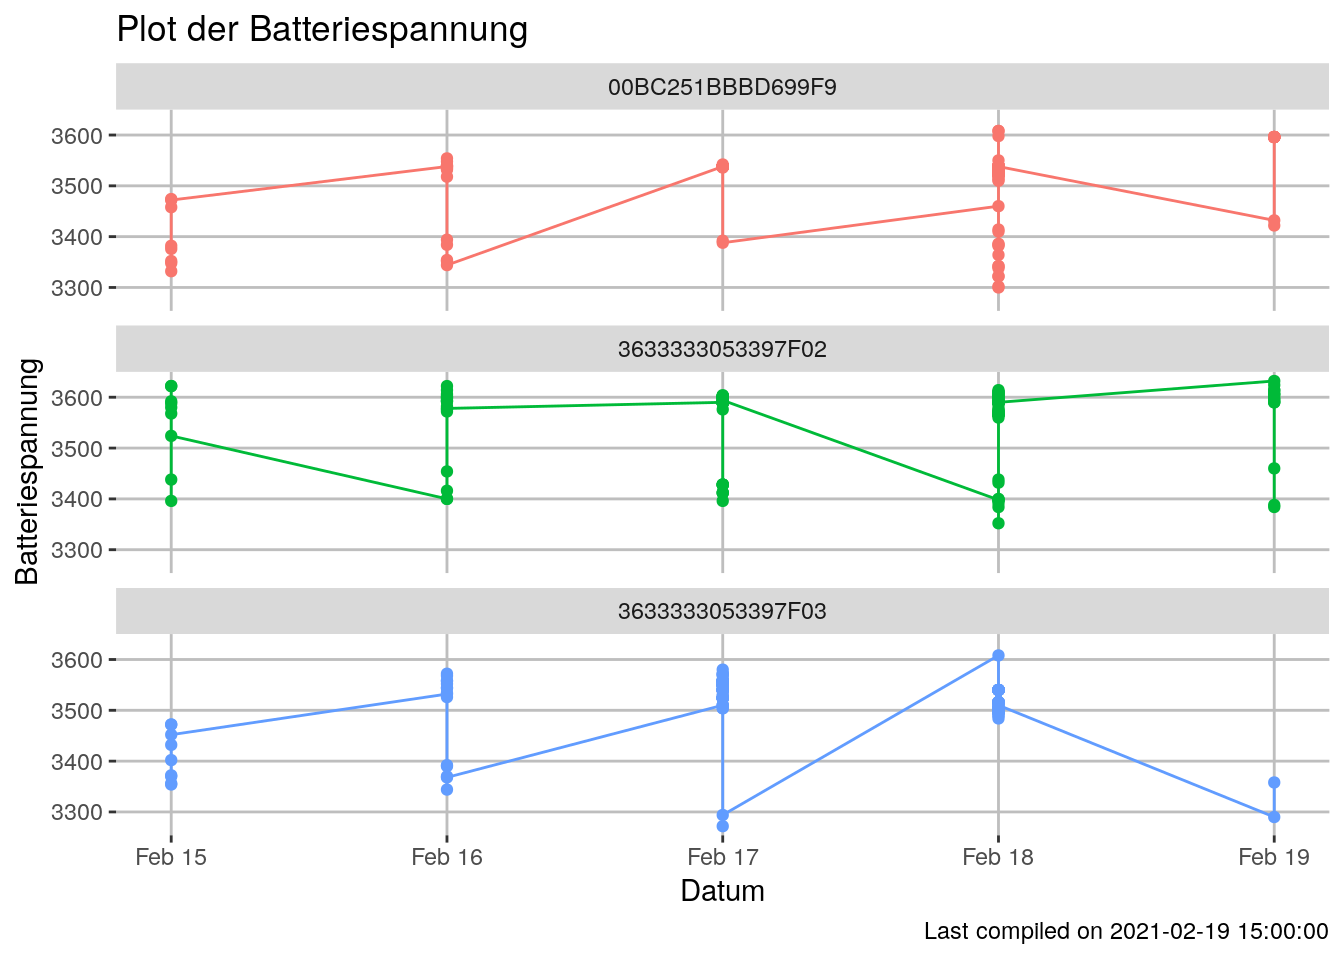 Plot der Batteriespannung
00BC251BBBD699F9
3600
3500
3400
3300
3633333053397F02
3600
3500
3400
3300
Batteriespannung
3633333053397F03
3600
3500
3400
3300
Feb 15 Feb 16 Feb 17 Feb 18 Feb 19
Datum
Last compiled on 2021-02-19 15:00:00